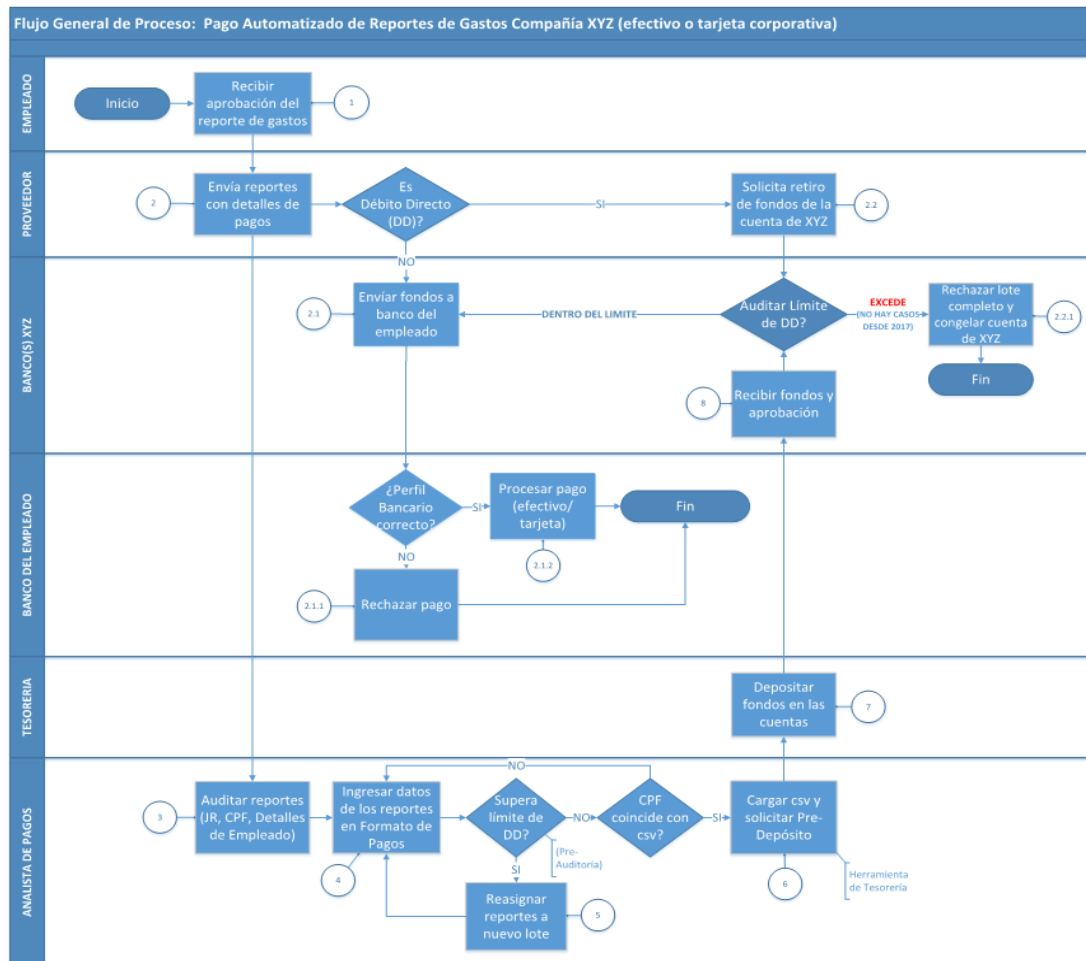 Flujo General de Proceso: Pago Automatizado de Reportes de Gastos Compañía XYZ (efectivo o tarjeta corporativa)
EMPLEADO
Inicio
Recibir
aprobación del
reporte de gastos
1
PROVEEDOR
2
Envía reportes
con detalles de
pagos
Es
Débito Directo
(DD)?
SI
NO
Solicita retiro
de fondos de la
cuenta de XYZ
2.2
BANCO(S) XYZ
2.1
Envíar fondos a
banco del
empleado
DENTRO DEL LIMITE
Auditar Límite
de DD?
EXCEDE
(NO HAY CASOS
DESDE 2017)
Rechazar lote
completo y
congelar cuenta
de XYZ
2.2.1
Fin
8
Recibir fondos y
aprobación
BANCO DEL EMPLEADO
¿Perfil
Bancario
correcto?
SI
NO
Procesar pago
(efectivo/
tarjeta)
2.1.2
Fin
2.1.1
Rechazar pago
TESORERIA
Depositar
fondos en las
cuentas
7
ANALISTA DE PAGOS
NO
3
Auditar reportes
(JR, CPF, Detalles
de Empleado)
Ingresar datos
de los reportes
en Formato de
Pagos
4
Supera
límite de
DD?
NO
(Pre-
Auditoría)
SI
CPF
coincide con
csv?
SI
Cargar csv y
solicitar Pre-
Depósito
6
Herramienta
de Tesorería
Reasignar
reportes a
nuevo lote
5